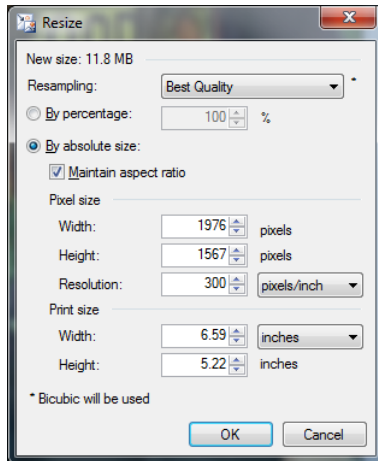 Resize
New size: 11.8 MB
Resampling: Best Quality *
By percentage: 100 %
By absolute size:
Maintain aspect ratio
Pixel size
Width: 1976 pixels
Height: 1567 pixels
Resolution: 300 pixels/inch
Print size
Width: 6.59 inches
Height: 5.22 inches
* Bicubic will be used
OK Cancel